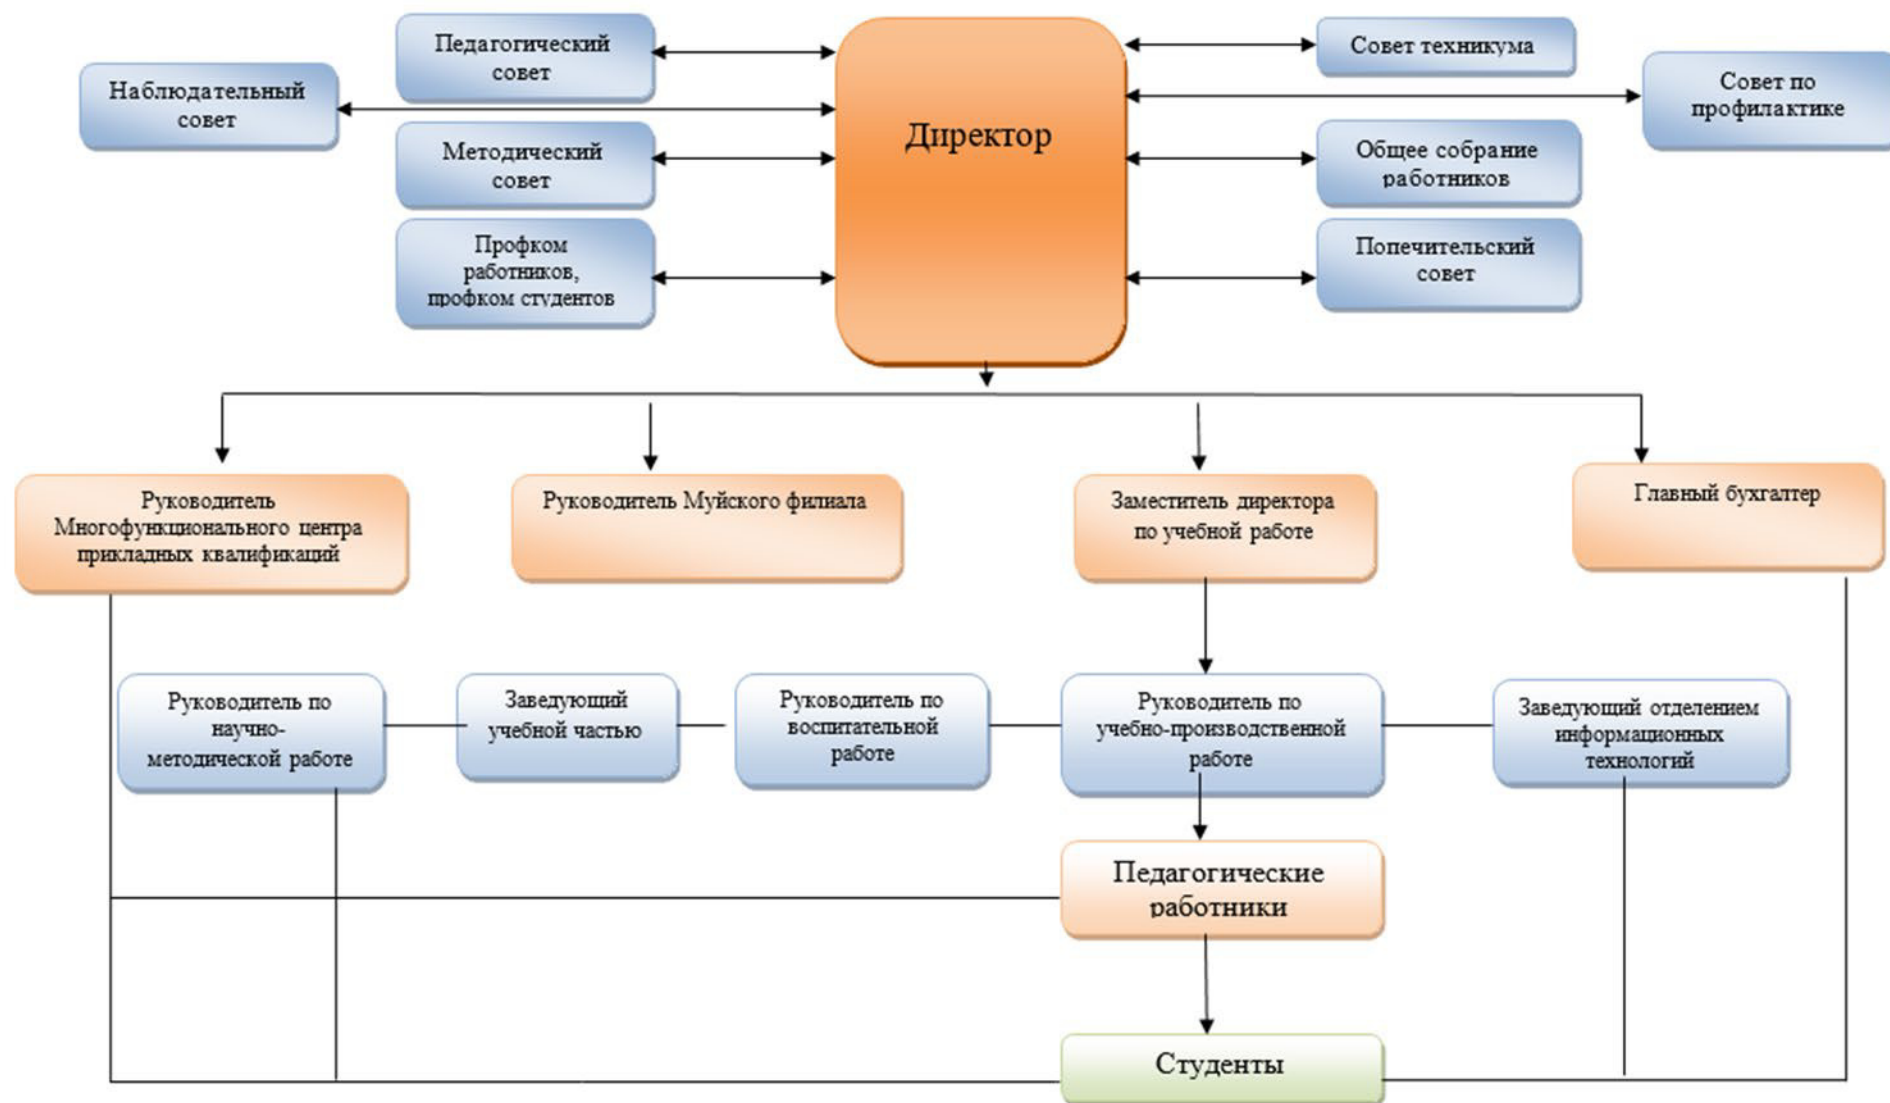 Педагогический
совет
Совет техникума
Наблюдательный
совет
Совет по
профилактике
Директор
Методический
совет
Общее собрание
работников
Профком
работников,
профком студентов
Попечительский
совет
Руководитель
Многофункционального центра
прикладных квалификаций
Руководитель Муйского филиала
Заместитель директора
по учебной работе
Главный бухгалтер
Руководитель по
научно-
методической работе
Заведующий
учебной частью
Руководитель по
воспитательной
работе
Руководитель по
учебно-производственной
работе
Заведующий отделением
информационных
технологий
Педагогические
работники
Студенты